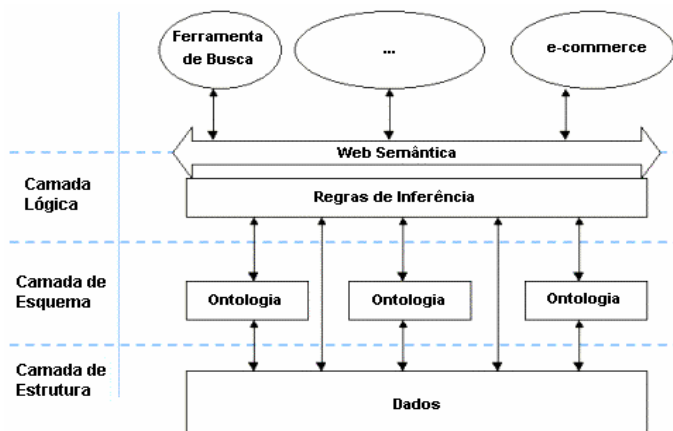 Ferramenta
de Busca
...
e-commerce
Web Semântica
Camada
Lógica
Regras de Inferência
Camada de
Esquema
Ontologia
Ontologia
Ontologia
Camada de
Estrutura
Dados